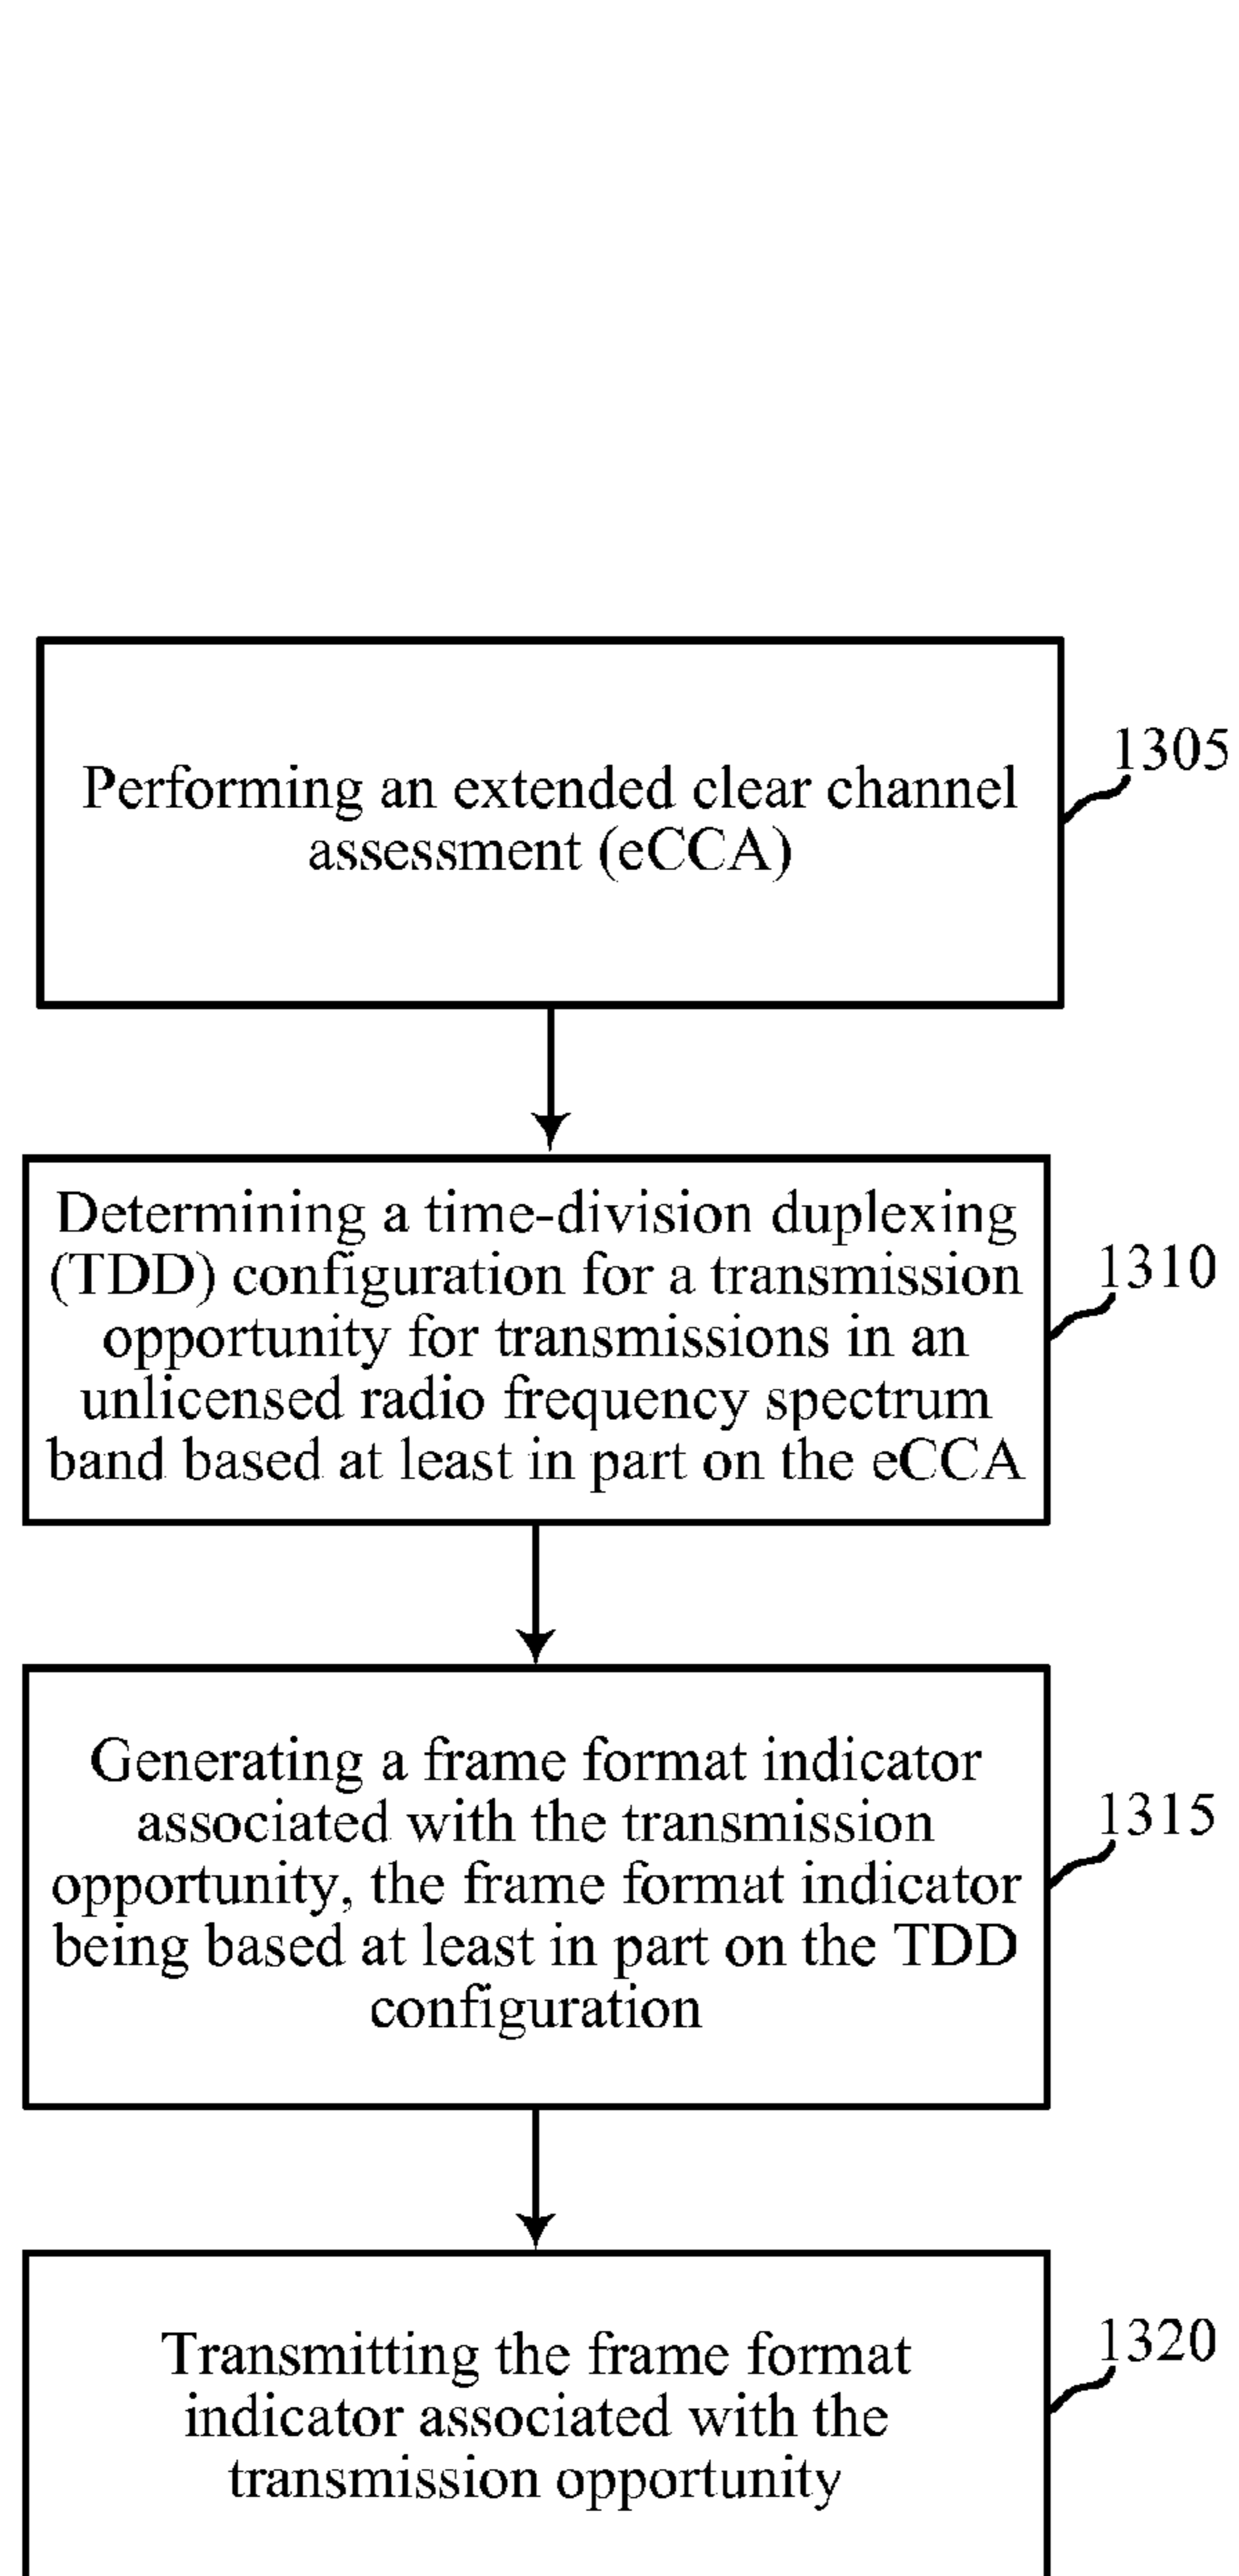 Performing an extended clear channel
assessment (eCCA)
1305
Determining a time-division duplexing
(TDD) configuration for a transmission
opportunity for transmissions in an
unlicensed radio frequency spectrum
band based at least in part on the eCCA
1310
Generating a frame format indicator
associated with the transmission
opportunity, the frame format indicator
being based at least in part on the TDD
configuration
1315
Transmitting the frame format
indicator associated with the
transmission opportunity
1320